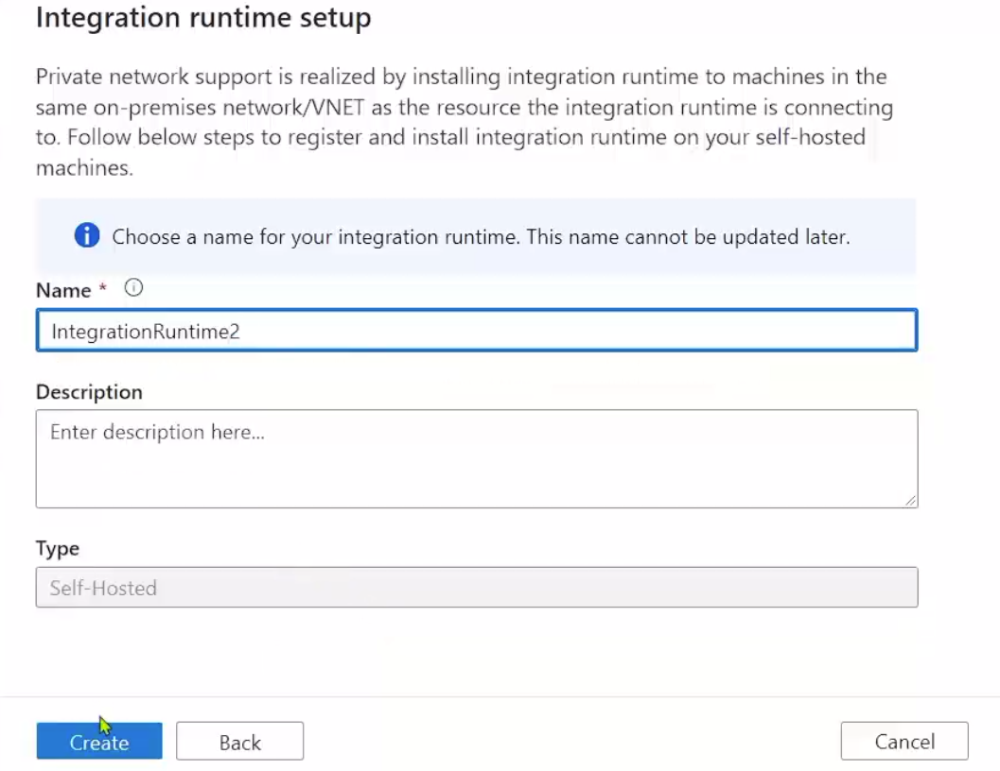 Integration runtime setup
Private network support is realized by installing integration runtime to machines in the
same on-premises network/VNET as the resource the integration runtime is connecting
to. Follow below steps to register and install integration runtime on your self-hosted
machines.
Choose a name for your integration runtime. This name cannot be updated later.
Name *
IntegrationRuntime2
Description
Enter description here...
Type
Self-Hosted
Create Back Cancel